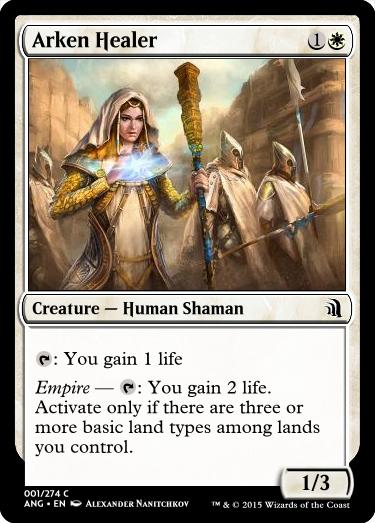 Arken Healer 1
Creature — Human Shaman
: You gain 1 life
Empire — : You gain 2 life.
Activate only if there are three or
more basic land types among lands
you control.
1/3
001/274 C
ANG • EN Alexander Nanitchkov
™ & © 2015 Wizards of the Coast